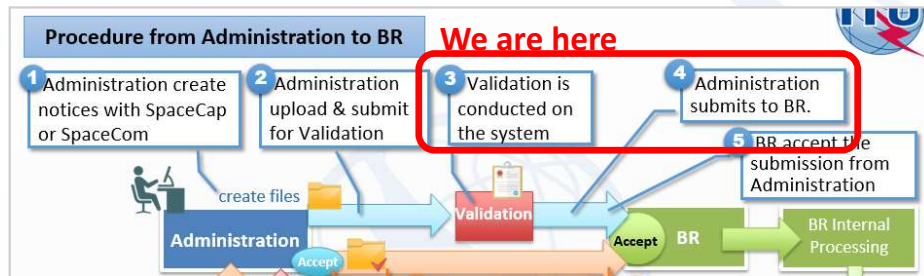 Procedure from Administration to BR
We are here
1
Administration create
notices with SpaceCap
or SpaceCom
2
Administration
upload & submit
for Validation
3
Validation is
conducted on
the system
4
Administration
submits to BR.
5
BR accept the
submission from
Administration
create files
Administration
Accept
Validation
Accept
BR
BR Internal
Processing